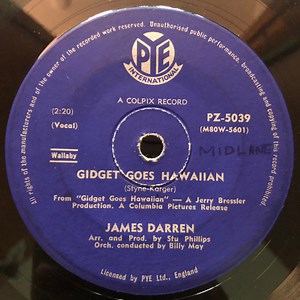 All rights of the manufacturer and of the owner of the recorded work reserved. Unauthorised public performance, broadcasting and copying of this record prohibited.
PYE
INTERNATIONAL
A COLPIX RECORD
(2:20)
PZ-5039
(Vocal)
(M80W-5601)
MIDLAND
Wallaby
GIDGET GOES HAWAIIAN
(Styne-Karger)
From "Gidget Goes Hawaiian" — A Jerry Bressler
Production. A Columbia Pictures Release
JAMES DARREN
Arr. and Prod. by Stu Phillips
Orch. conducted by Billy May
Licensed by PYE Ltd., England